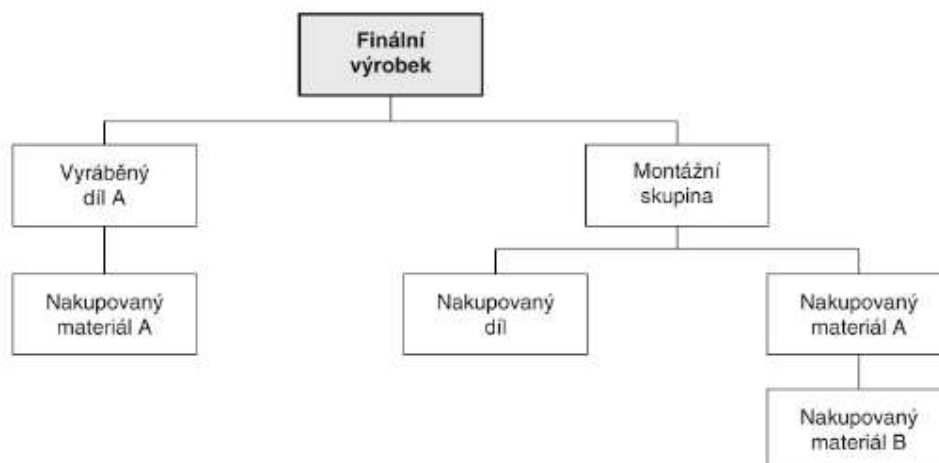 Finální
výrobek
Vyráběný
díl A
Montážní
skupina
Nakupovaný
materiál A
Nakupovaný
díl
Nakupovaný
materiál A
Nakupovaný
materiál B